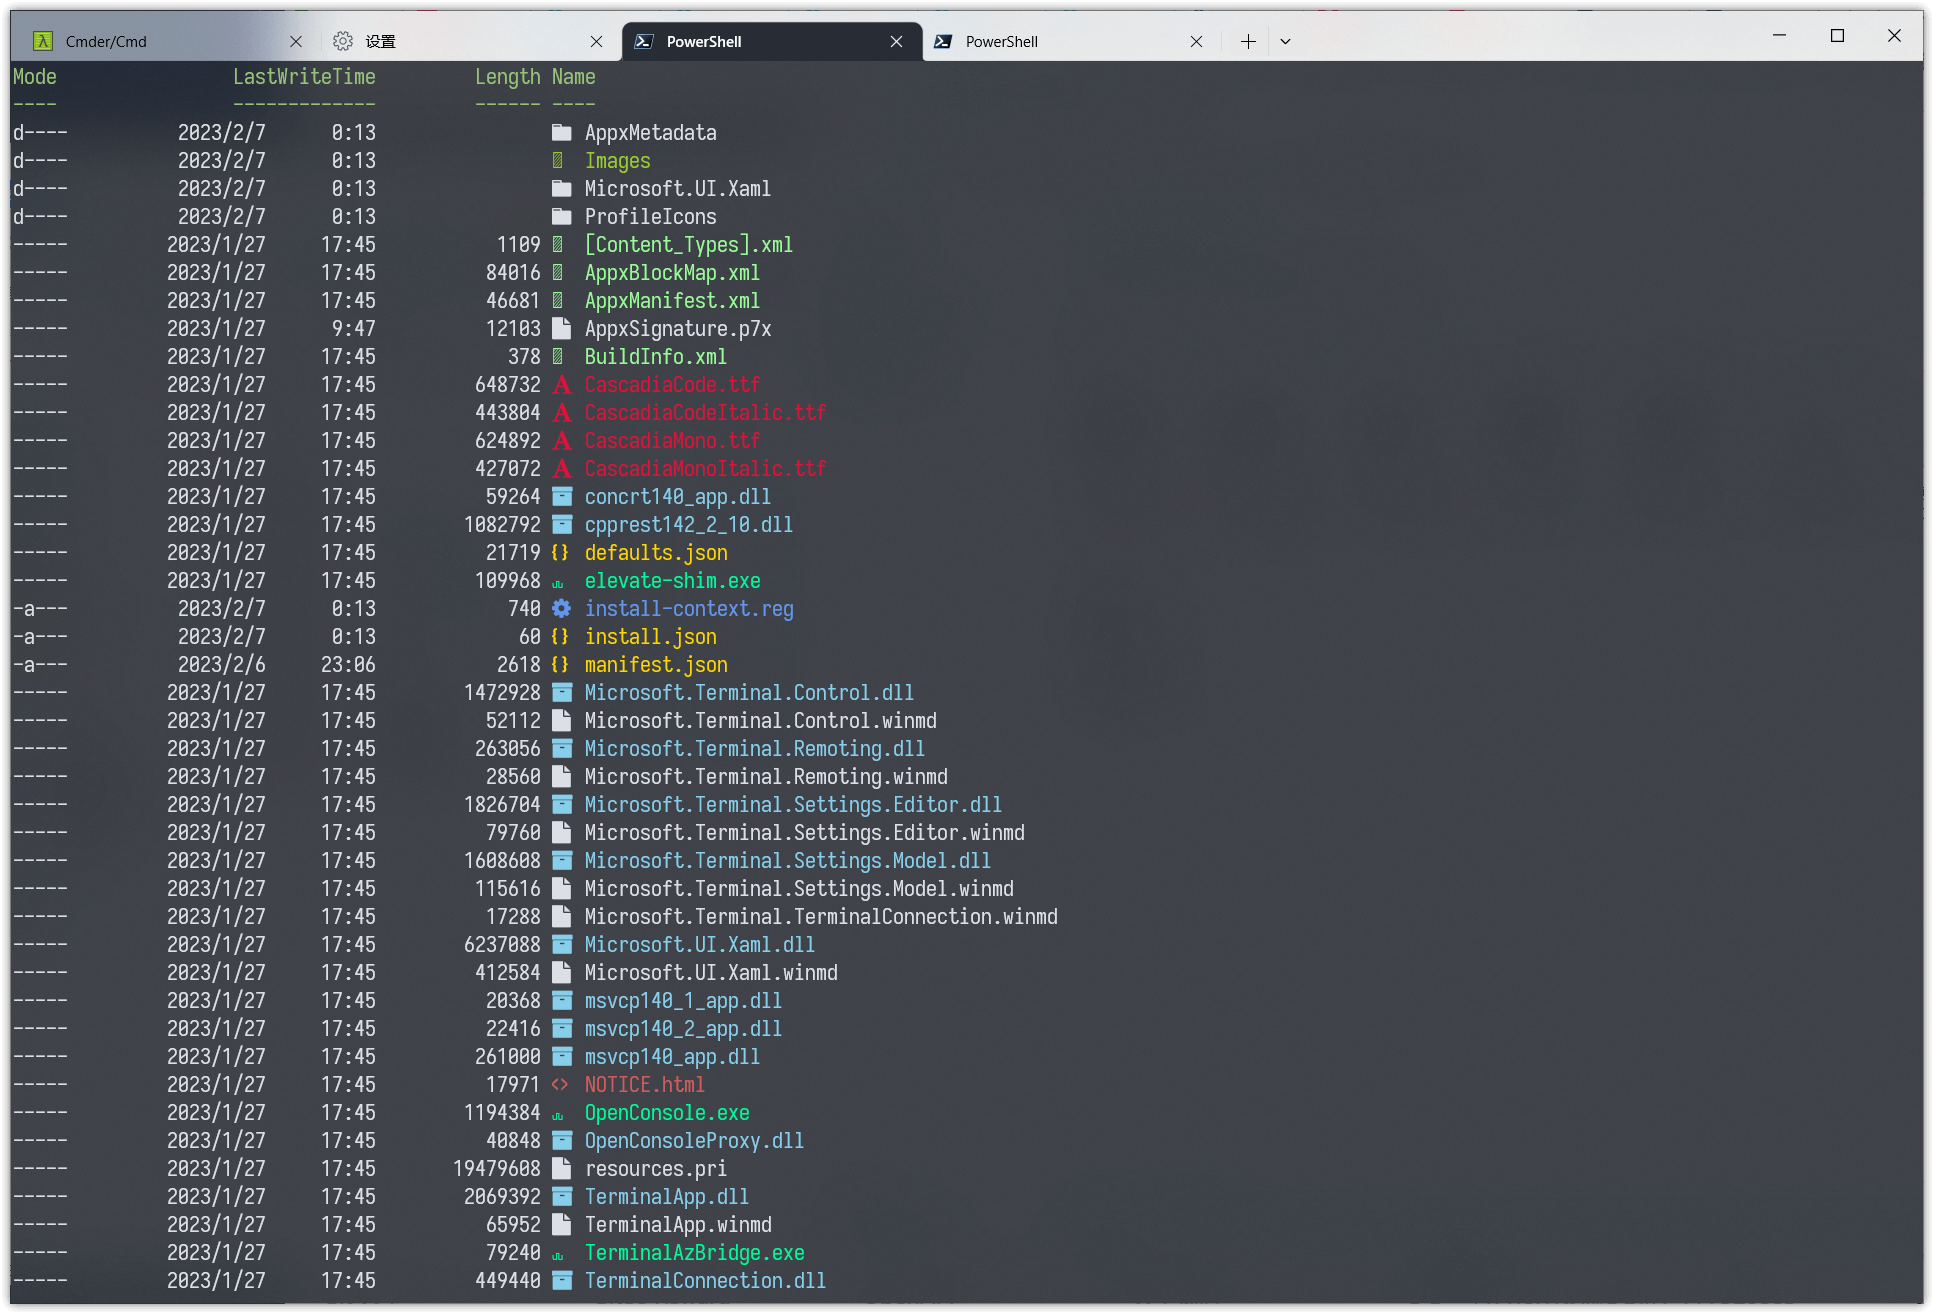 Cmder/Cmd 设置 PowerShell PowerShell
Mode LastWriteTime Length Name
---- ------------- ------ ----
d---- 2023/2/7 0:13 AppxMetadata
d---- 2023/2/7 0:13 Images
d---- 2023/2/7 0:13 Microsoft.UI.Xaml
d---- 2023/2/7 0:13 ProfileIcons
----- 2023/1/27 17:45 1109 [Content_Types].xml
----- 2023/1/27 17:45 84016 AppxBlockMap.xml
----- 2023/1/27 17:45 46681 AppxManifest.xml
----- 2023/1/27 9:47 12103 AppxSignature.p7x
----- 2023/1/27 17:45 378 BuildInfo.xml
----- 2023/1/27 17:45 648732 CascadiaCode.ttf
----- 2023/1/27 17:45 443804 CascadiaCodeItalic.ttf
----- 2023/1/27 17:45 624892 CascadiaMono.ttf
----- 2023/1/27 17:45 427072 CascadiaMonoItalic.ttf
----- 2023/1/27 17:45 59264 concrt140_app.dll
----- 2023/1/27 17:45 1082792 cpprest142_2_10.dll
----- 2023/1/27 17:45 21719 defaults.json
----- 2023/1/27 17:45 109968 elevate-shim.exe
-a--- 2023/2/7 0:13 740 install-context.reg
-a--- 2023/2/7 0:13 60 install.json
-a--- 2023/2/6 23:06 2618 manifest.json
----- 2023/1/27 17:45 1472928 Microsoft.Terminal.Control.dll
----- 2023/1/27 17:45 52112 Microsoft.Terminal.Control.winmd
----- 2023/1/27 17:45 263056 Microsoft.Terminal.Remoting.dll
----- 2023/1/27 17:45 28560 Microsoft.Terminal.Remoting.winmd
----- 2023/1/27 17:45 1826704 Microsoft.Terminal.Settings.Editor.dll
----- 2023/1/27 17:45 79760 Microsoft.Terminal.Settings.Editor.winmd
----- 2023/1/27 17:45 1608608 Microsoft.Terminal.Settings.Model.dll
----- 2023/1/27 17:45 115616 Microsoft.Terminal.Settings.Model.winmd
----- 2023/1/27 17:45 17288 Microsoft.Terminal.TerminalConnection.winmd
----- 2023/1/27 17:45 6237088 Microsoft.UI.Xaml.dll
----- 2023/1/27 17:45 412584 Microsoft.UI.Xaml.winmd
----- 2023/1/27 17:45 20368 msvcp140_1_app.dll
----- 2023/1/27 17:45 22416 msvcp140_2_app.dll
----- 2023/1/27 17:45 261000 msvcp140_app.dll
----- 2023/1/27 17:45 17971 NOTICE.html
----- 2023/1/27 17:45 1194384 OpenConsole.exe
----- 2023/1/27 17:45 40848 OpenConsoleProxy.dll
----- 2023/1/27 17:45 19479608 resources.pri
----- 2023/1/27 17:45 2069392 TerminalApp.dll
----- 2023/1/27 17:45 65952 TerminalApp.winmd
----- 2023/1/27 17:45 79240 TerminalAzBridge.exe
----- 2023/1/27 17:45 449440 TerminalConnection.dll